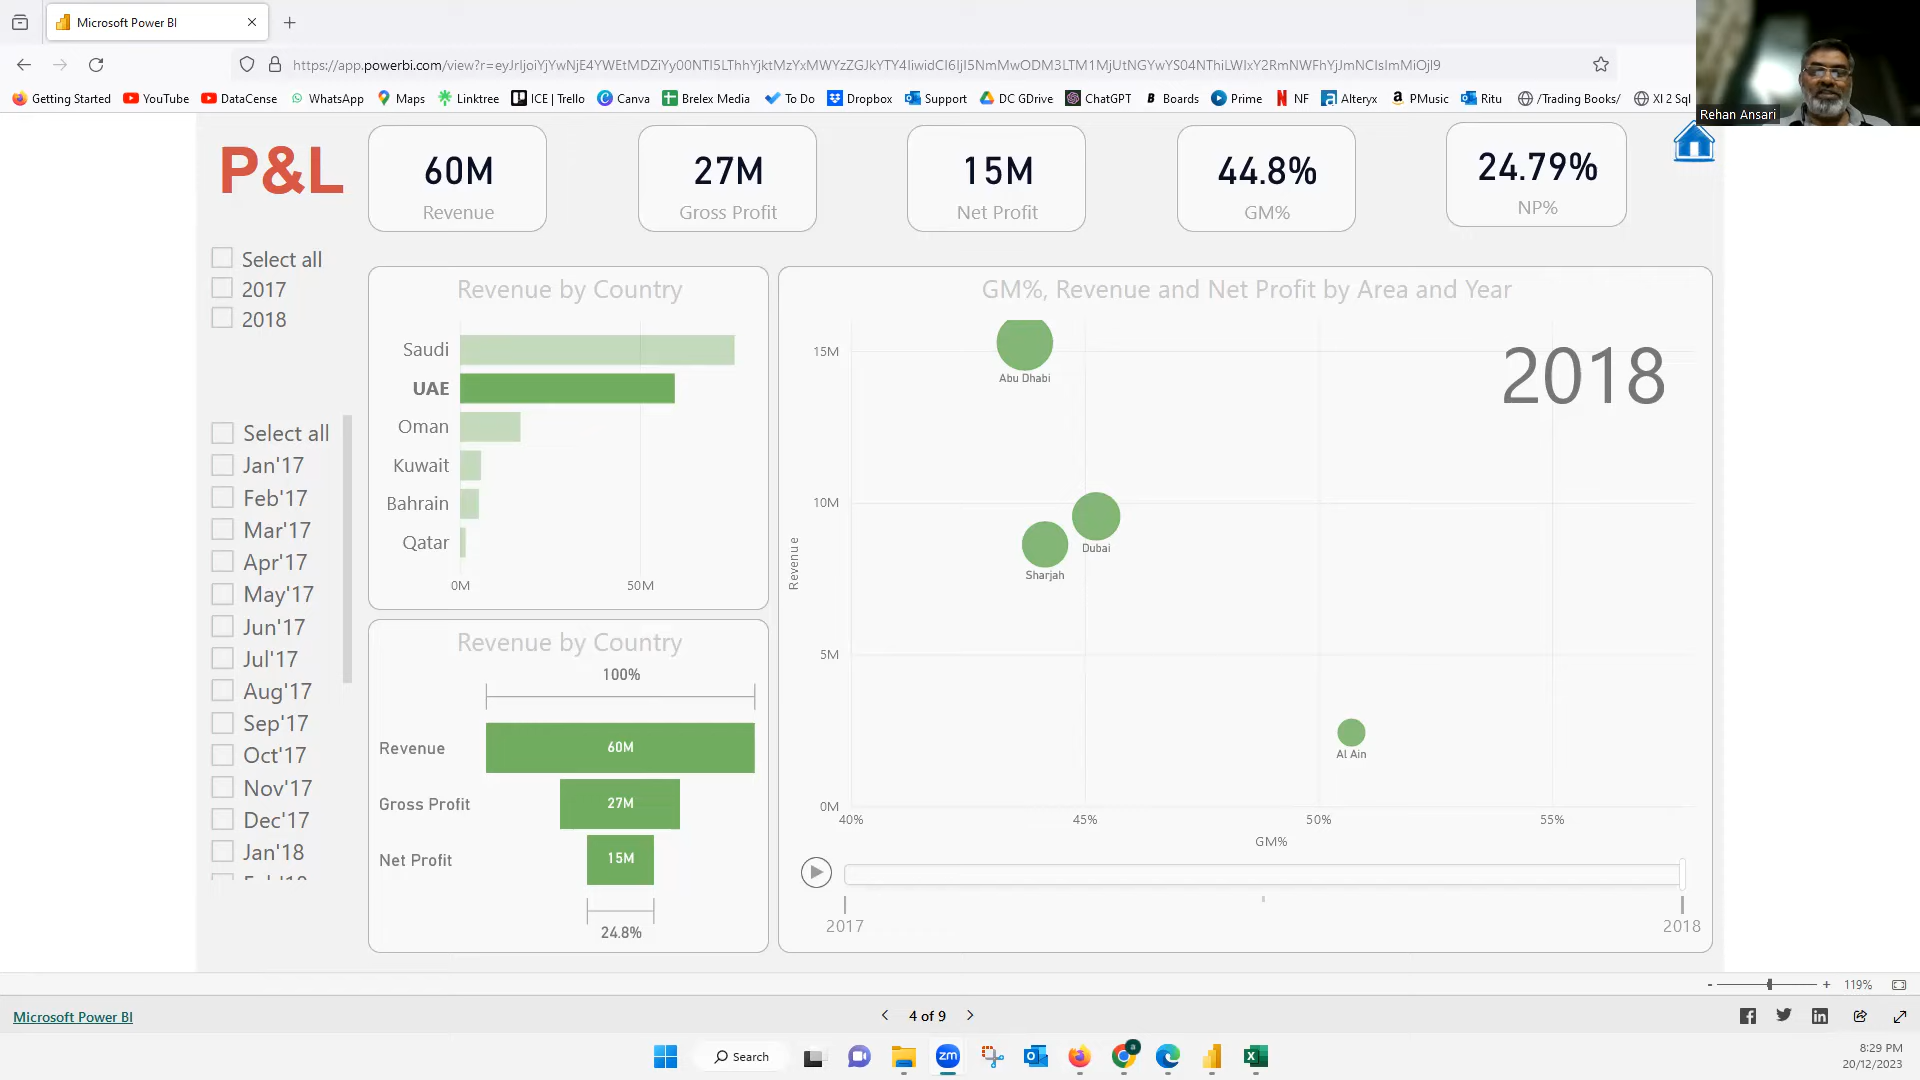 Microsoft Power BI
https://app.powerbi.com/view?r=
Getting Started
YouTube
DataCense
WhatsApp
Maps
Linktree
ICE | Trello
Canva
Brelex Media
To Do
Dropbox
Support
DC GDrive
ChatGPT
Boards
Prime
NF
Alteryx
PMusic
Ritu
/Trading Books/
XI 2 Sql
Rehan Ansari
P&L
60M
Revenue
27M
Gross Profit
15M
Net Profit
44.8%
GM%
24.79%
NP%
Select all
2017
2018
Select all
Jan'17
Feb'17
Mar'17
Apr'17
May'17
Jun'17
Jul'17
Aug'17
Sep'17
Oct'17
Nov'17
Dec'17
Jan'18
Revenue by Country
Saudi
UAE
Oman
Kuwait
Bahrain
Qatar
0M
50M
Revenue by Country
100%
Revenue
60M
Gross Profit
27M
Net Profit
15M
24.8%
GM%, Revenue and Net Profit by Area and Year
2018
15M
10M
5M
0M
Revenue
Abu Dhabi
Dubai
Sharjah
Al Ain
40%
45%
50%
55%
GM%
2017
2018
- + 119%
Microsoft Power BI
4 of 9
Search
zm
8:29 PM
20/12/2023